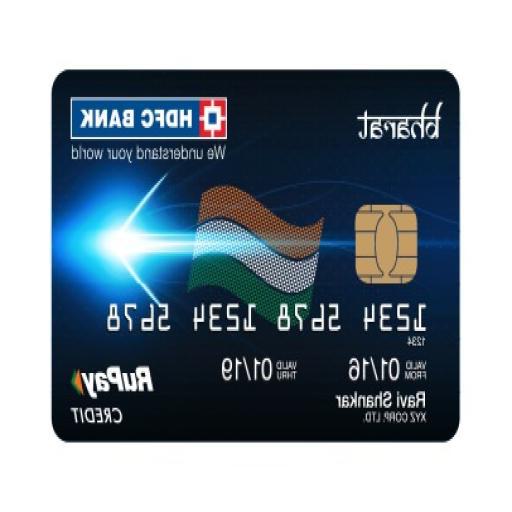 bharat
HDFC BANK
We understand your world
1234 5678 1234 5678
1234
VALID FROM 01/16 VALID THRU 01/19
Ravi Shankar
XYZ CORP. LTD.
RuPay
CREDIT